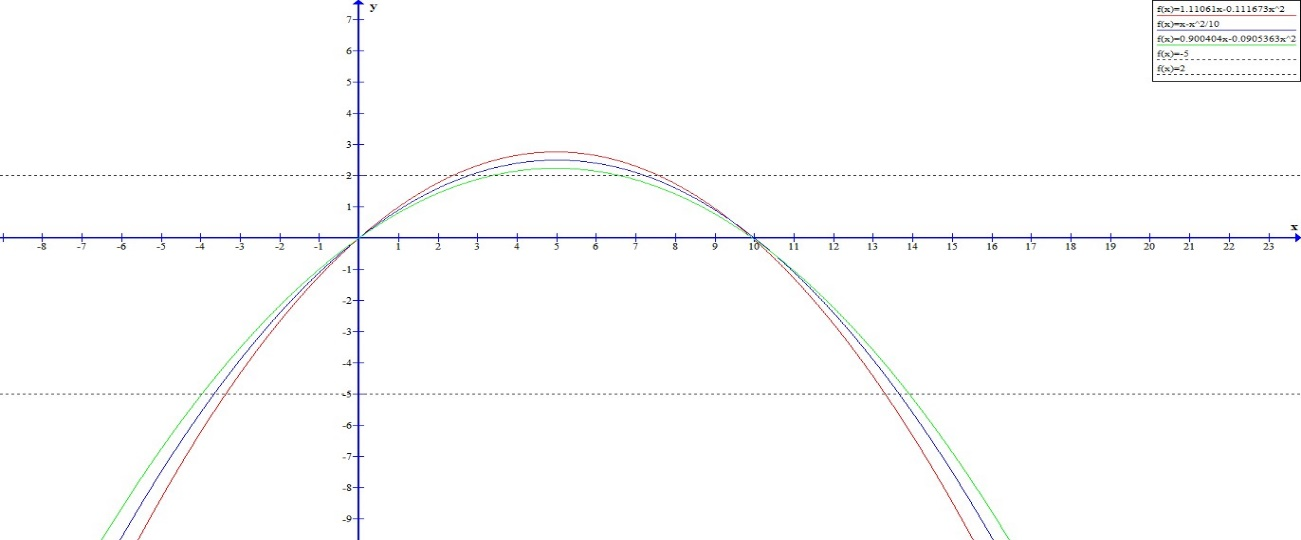 y
f(x)=1.11061x-0.111673x^2
f(x)=x-x^2/10
f(x)=0.900404x-0.0905363x^2
f(x)=-5
f(x)=2
7
6
5
4
3
2
1
x
9 -8 -7 -6 -5 -4 -3 -2 -1 1 2 3 4 5 6 7 8 9 10 11 12 13 14 15 16 17 18 19 20 21 22 23
-1
-2
-3
-4
-5
-6
-7
-8
-9